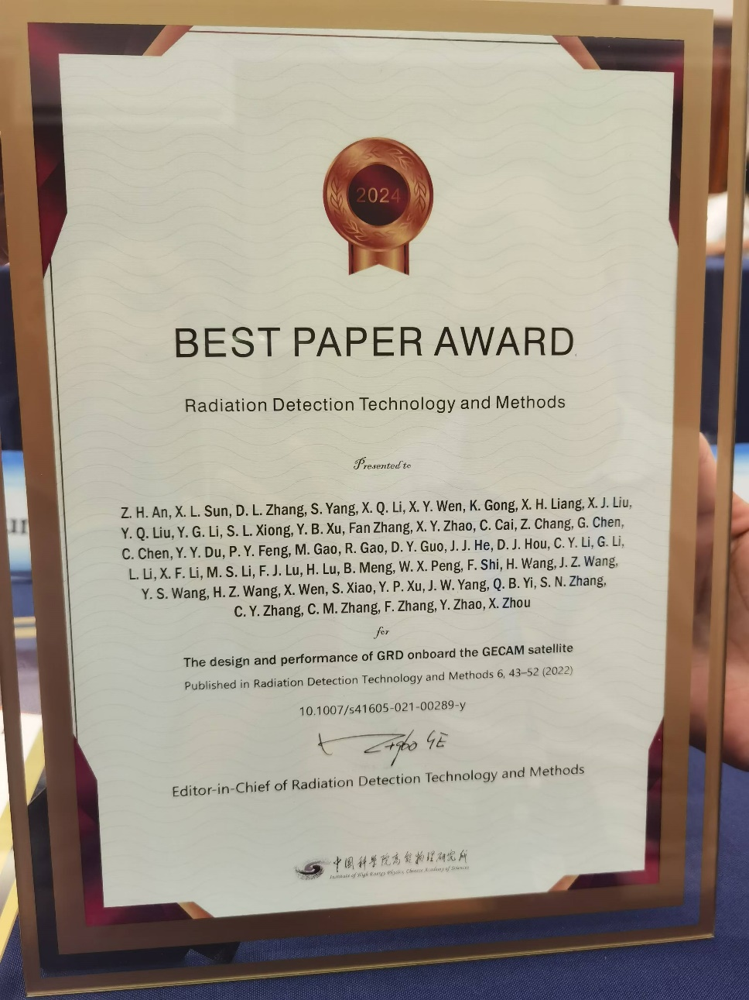 2024
BEST PAPER AWARD
Radiation Detection Technology and Methods
Presented to
Z. H. An, X. L. Sun, D. L. Zhang, S. Yang, X. Q. Li, X. Y. Wen, K. Gong, X. H. Liang, X. J. Liu,
Y. Q. Liu, Y. G. Li, S. L. Xiong, Y. B. Xu, Fan Zhang, X. Y. Zhao, C. Cai, Z. Chang, G. Chen,
C. Chen, Y. Y. Du, P. Y. Feng, M. Gao, R. Gao, D. Y. Guo, J. J. He, D. J. Hou, C. Y. Li, G. Li,
L. Li, X. F. Li, M. S. Li, F. J. Lu, H. Lu, B. Meng, W. X. Peng, F. Shi, H. Wang, J. Z. Wang,
Y. S. Wang, H. Z. Wang, X. Wen, S. Xiao, Y. P. Xu, J. W. Yang, Q. B. Yi, S. N. Zhang,
C. Y. Zhang, C. M. Zhang, F. Zhang, Y. Zhao, X. Zhou
for
The design and performance of GRD onboard the GECAM satellite
Published in Radiation Detection Technology and Methods 6, 43–52 (2022)
10.1007/s41605-021-00289-y
Editor-in-Chief of Radiation Detection Technology and Methods
中国科学院高能物理研究所
Institute of High Energy Physics, Chinese Academy of Sciences